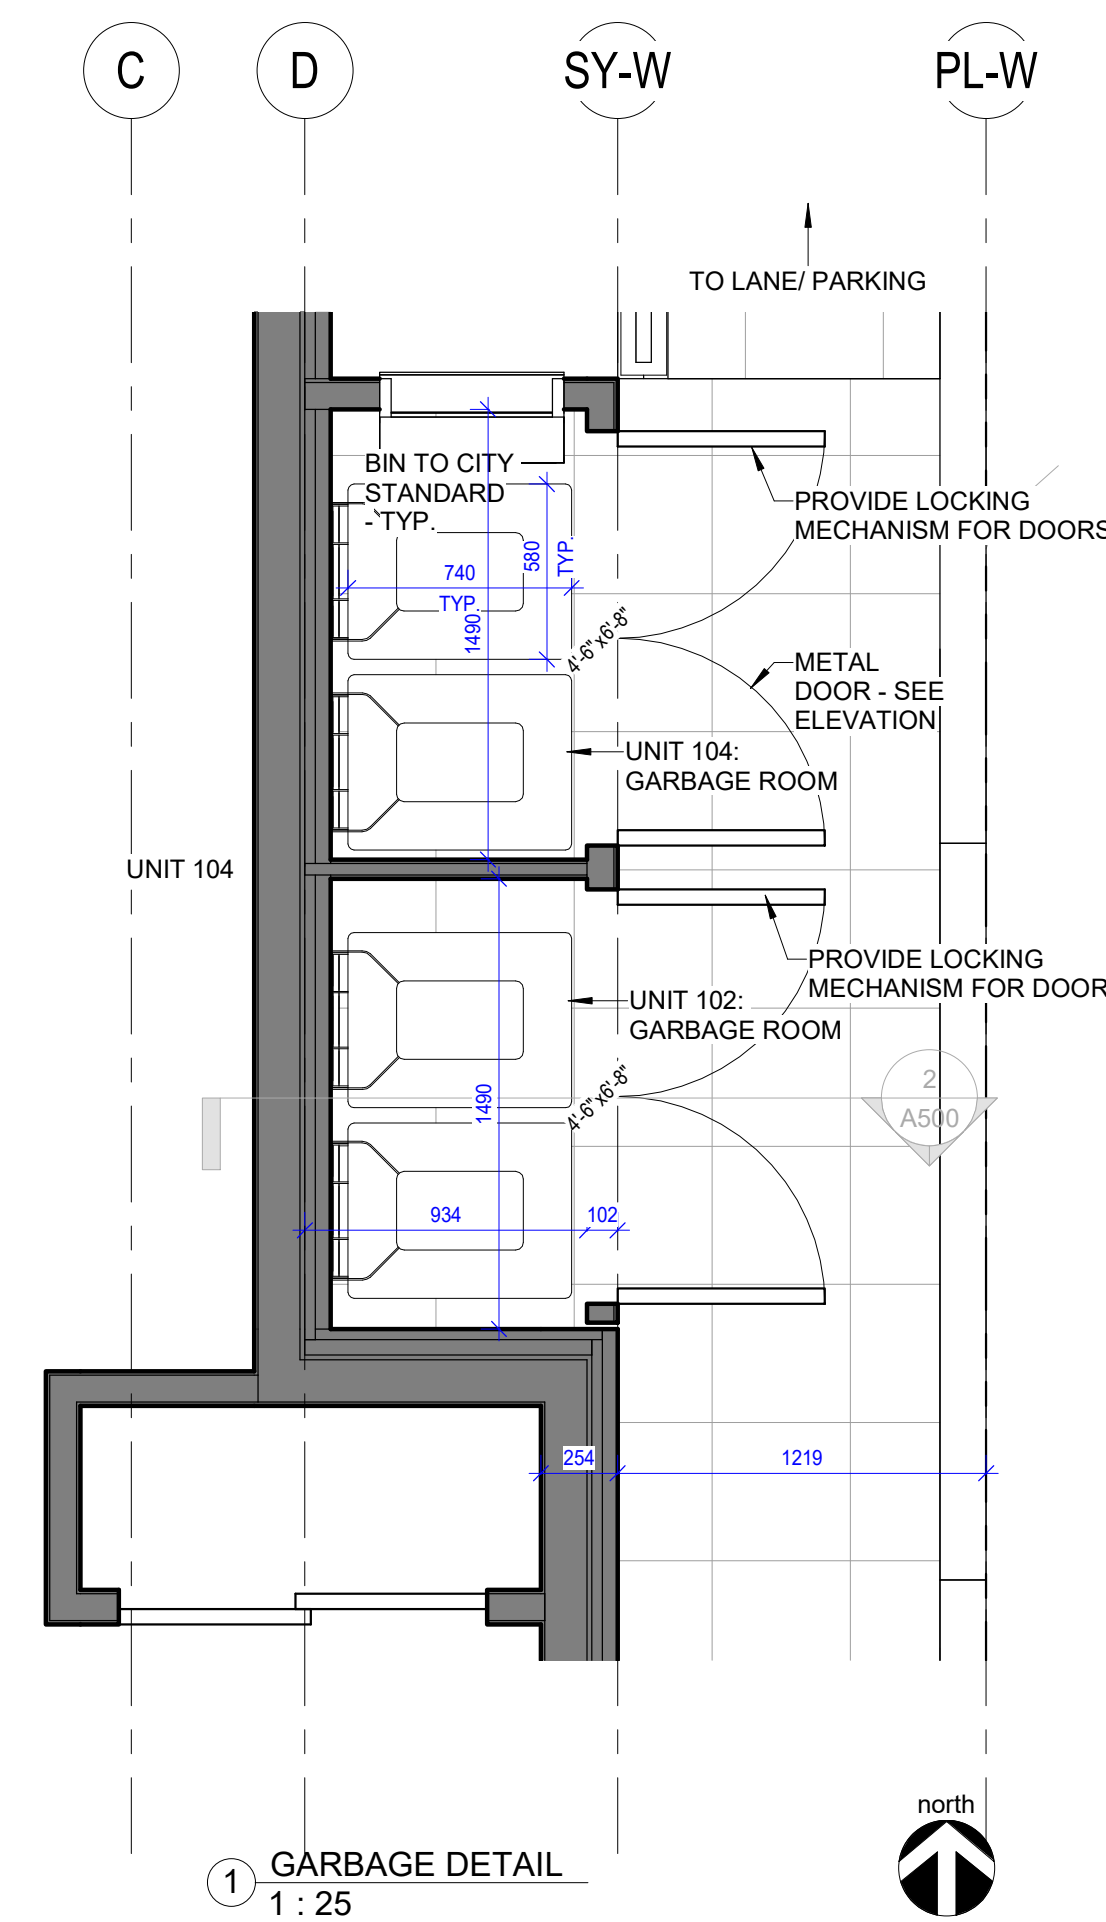 C
D
SY-W
PL-W
TO LANE/ PARKING
BIN TO CITY
STANDARD
- TYP.
PROVIDE LOCKING
MECHANISM FOR DOORS
580
TYP.
740
TYP.
1490
4'-6"x6'-8"
METAL
DOOR - SEE
ELEVATION
UNIT 104:
GARBAGE ROOM
UNIT 104
PROVIDE LOCKING
MECHANISM FOR DOOR
UNIT 102:
GARBAGE ROOM
4'-6"x6'-8"
1490
2
A500
934
102
254
1219
north
1
GARBAGE DETAIL
1 : 25